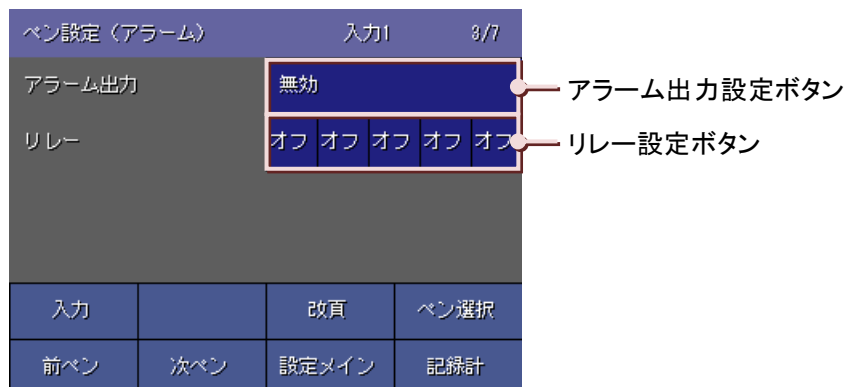 ペン設定（アラーム） 入力1 3/7
アラーム出力 無効 アラーム出力設定ボタン
リレー オフ オフ オフ オフ オフ リレー設定ボタン
入力 改頁 ペン選択
前ペン 次ペン 設定メイン 記録計